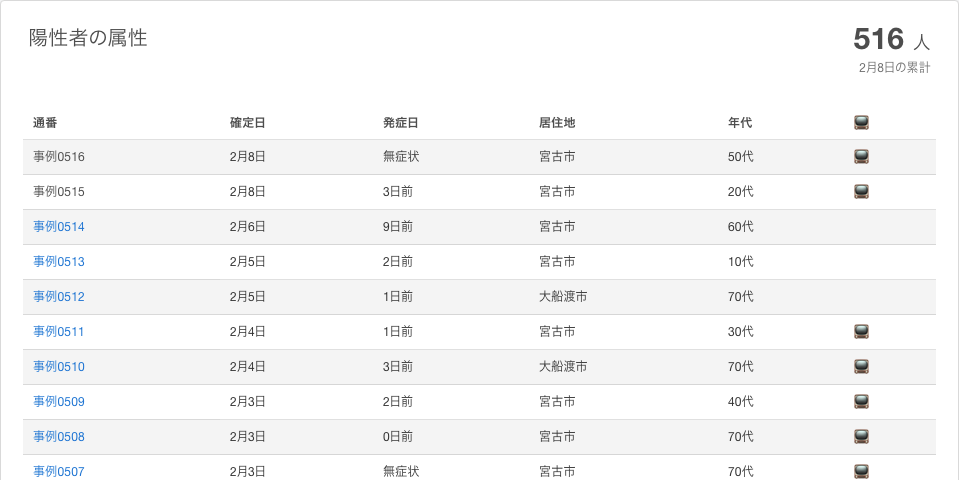 陽性者の属性
516 人
2月8日の累計
通番 確定日 発症日 居住地 年代
事例0516 2月8日 無症状 宮古市 50代
事例0515 2月8日 3日前 宮古市 20代
事例0514 2月6日 9日前 宮古市 60代
事例0513 2月5日 2日前 宮古市 10代
事例0512 2月5日 1日前 大船渡市 70代
事例0511 2月4日 1日前 宮古市 30代
事例0510 2月4日 3日前 大船渡市 70代
事例0509 2月3日 2日前 宮古市 40代
事例0508 2月3日 0日前 宮古市 70代
事例0507 2月3日 無症状 宮古市 70代